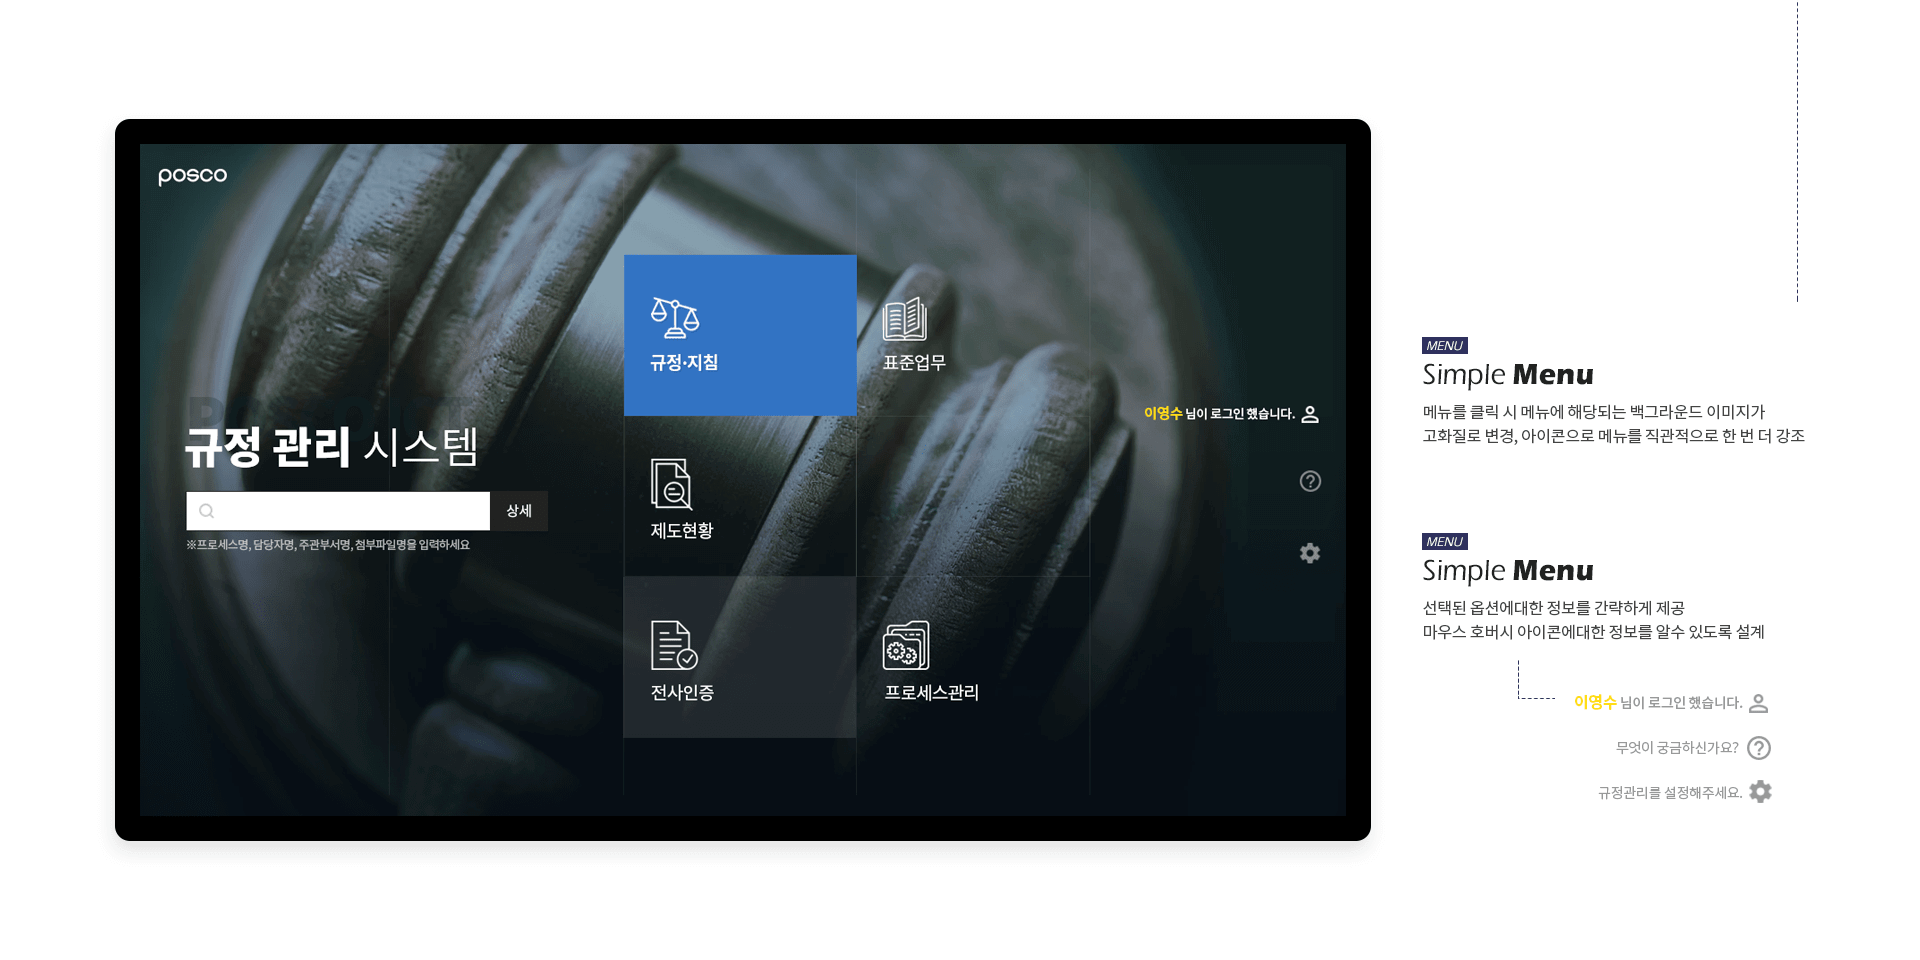 posco
규정 관리 시스템
상세
※프로세스명, 담당자명, 주관부서명, 첨부파일명을 입력하세요
규정·지침
표준업무
제도현황
전사인증
프로세스관리
이영수 님이 로그인 했습니다.
MENU
Simple Menu
메뉴를 클릭 시 메뉴에 해당되는 백그라운드 이미지가
고화질로 변경, 아이콘으로 메뉴를 직관적으로 한 번 더 강조
MENU
Simple Menu
선택된 옵션에대한 정보를 간략하게 제공
마우스 호버시 아이콘에대한 정보를 알수 있도록 설계
이영수 님이 로그인 했습니다.
무엇이 궁금하신가요?
규정관리를 설정해주세요.